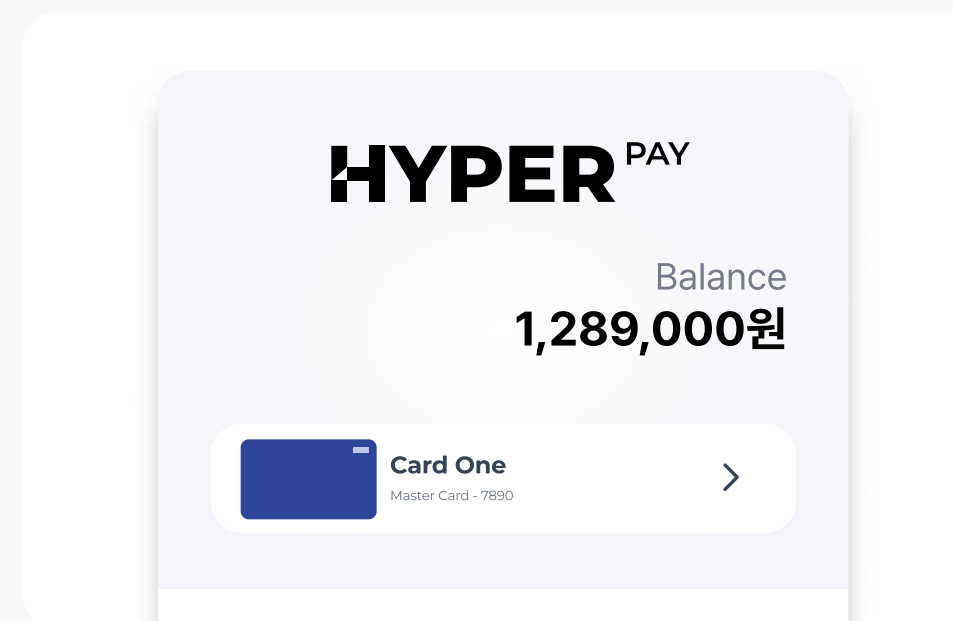 HYPER PAY
Balance
1,289,000원
Card One
Master Card - 7890